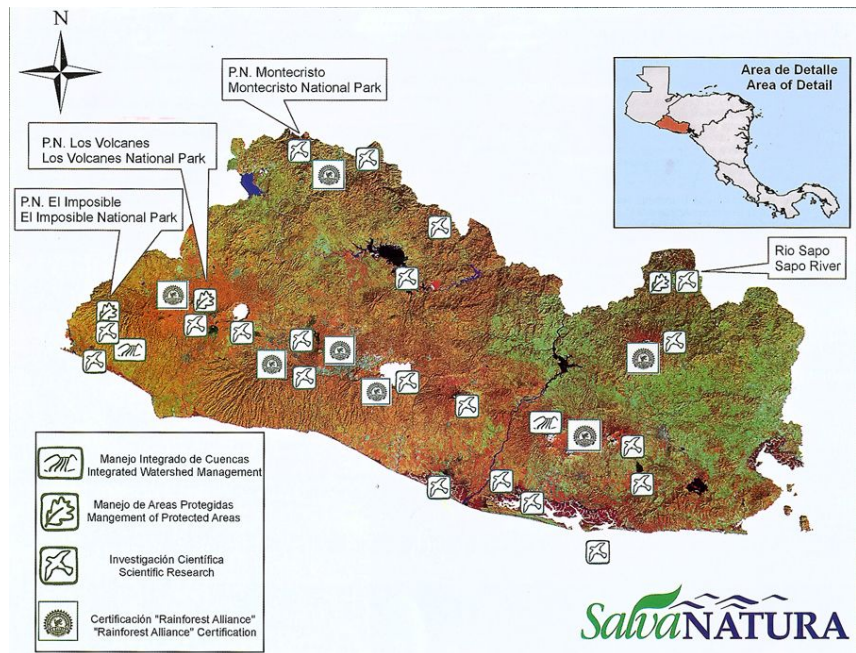 N
P.N. Montecristo
Montecristo National Park
Area de Detalle
Area of Detail
P.N. Los Volcanes
Los Volcanes National Park
P.N. El Imposible
El Imposible National Park
Rio Sapo
Sapo River
Manejo Integrado de Cuencas
Integrated Watershed Management
Manejo de Areas Protegidas
Mangement of Protected Areas
Investigación Científica
Scientific Research
Certificación "Rainforest Alliance"
"Rainforest Alliance" Certification
SalvaNATURA